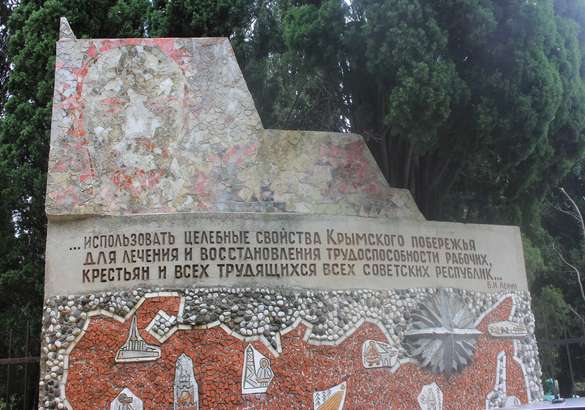 ...ИСПОЛЬЗОВАТЬ ЦЕЛЕБНЫЕ СВОЙСТВА КРЫМСКОГО ПОБЕРЕЖЬЯ
ДЛЯ ЛЕЧЕНИЯ И ВОССТАНОВЛЕНИЯ ТРУДОСПОСОБНОСТИ РАБОЧИХ,
КРЕСТЬЯН И ВСЕХ ТРУДЯЩИХСЯ ВСЕХ СОВЕТСКИХ РЕСПУБЛИК...
В.И.ЛЕНИН